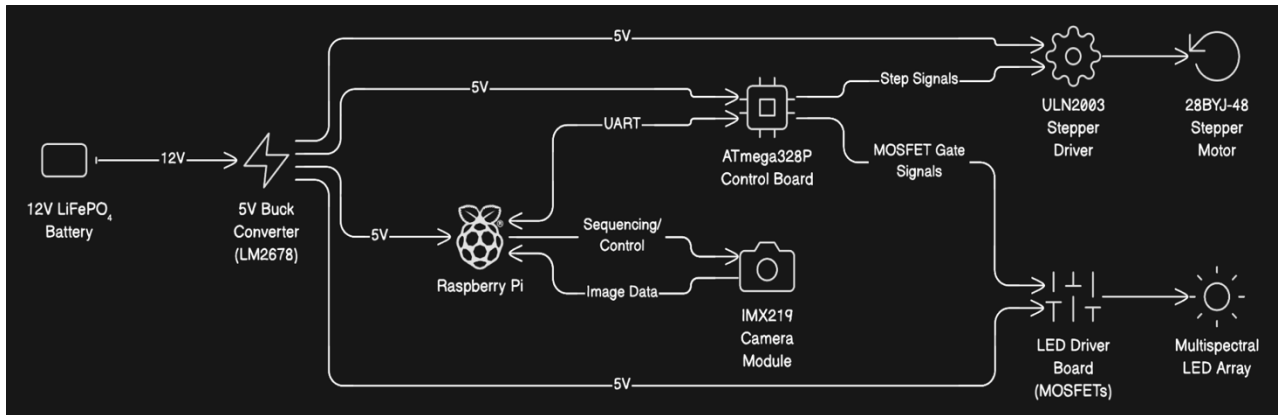 5V
5V
Step Signals
ULN2003
Stepper
Driver
28BYJ-48
Stepper
Motor
UART
12V
ATmega328P
Control Board
MOSFET Gate
Signals
12V LiFePO₄
Battery
5V Buck
Converter
(LM2678)
5V
Raspberry Pi
Sequencing/
Control
Image Data
IMX219
Camera
Module
LED Driver
Board
(MOSFETs)
Multispectral
LED Array
5V